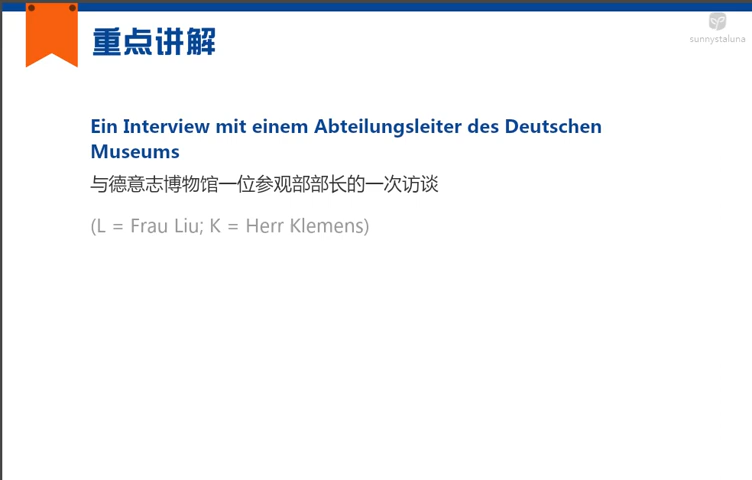 重点讲解
sunnystaluna
Ein Interview mit einem Abteilungsleiter des Deutschen
Museums
与德意志博物馆一位参观部部长的一次访谈
(L = Frau Liu; K = Herr Klemens)